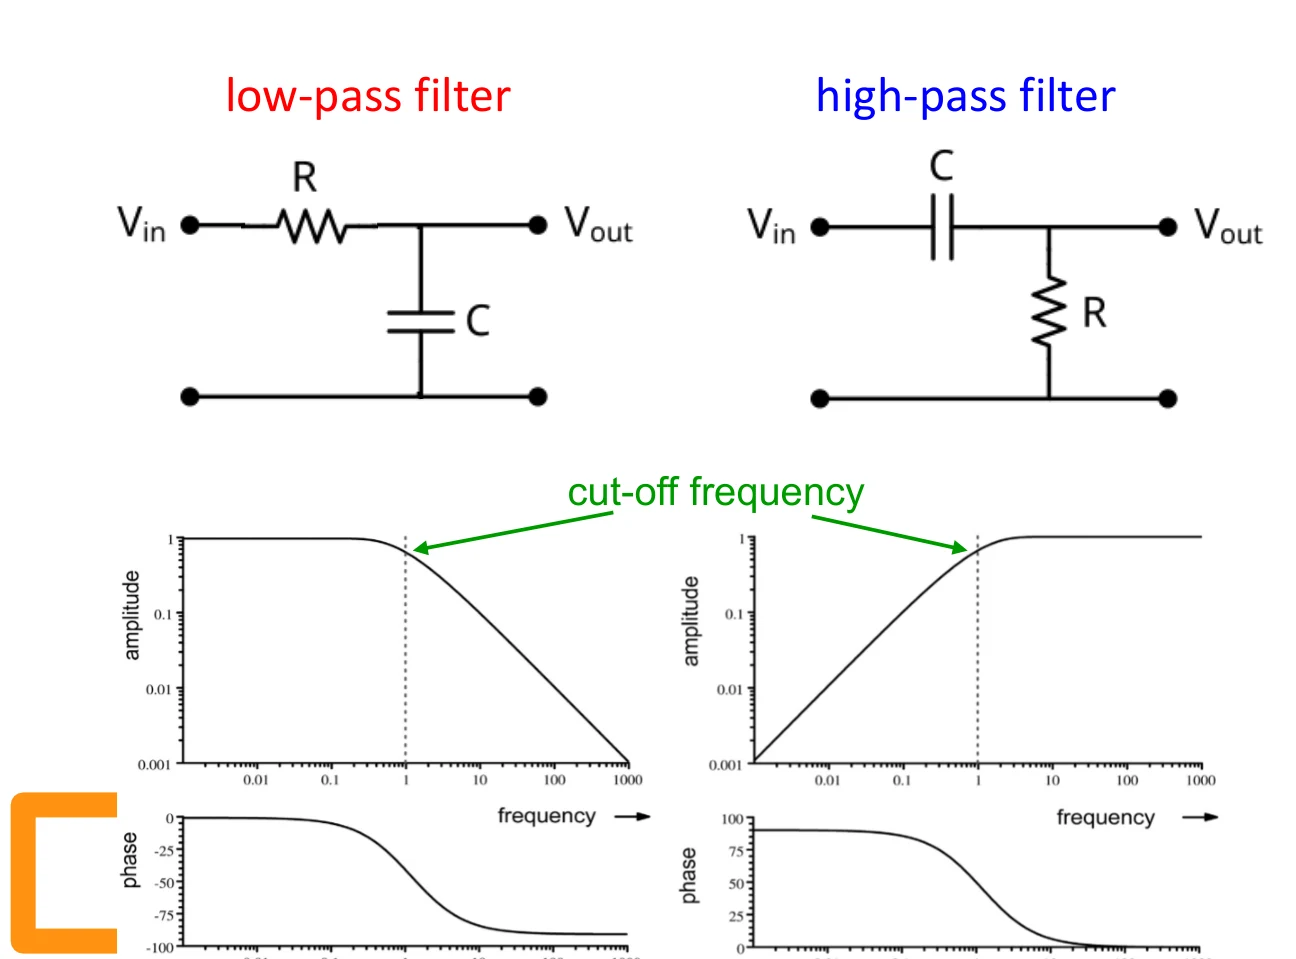 low-pass filter
high-pass filter
R
C
Vin
Vout
Vin
Vout
C
R
cut-off frequency
1
0.1
0.01
0.001
amplitude
0.01 0.1 1 10 100 1000
1
0.1
0.01
0.001
amplitude
0.01 0.1 1 10 100 1000
frequency
0
-25
-50
-75
-100
phase
frequency
100
75
50
25
0
phase